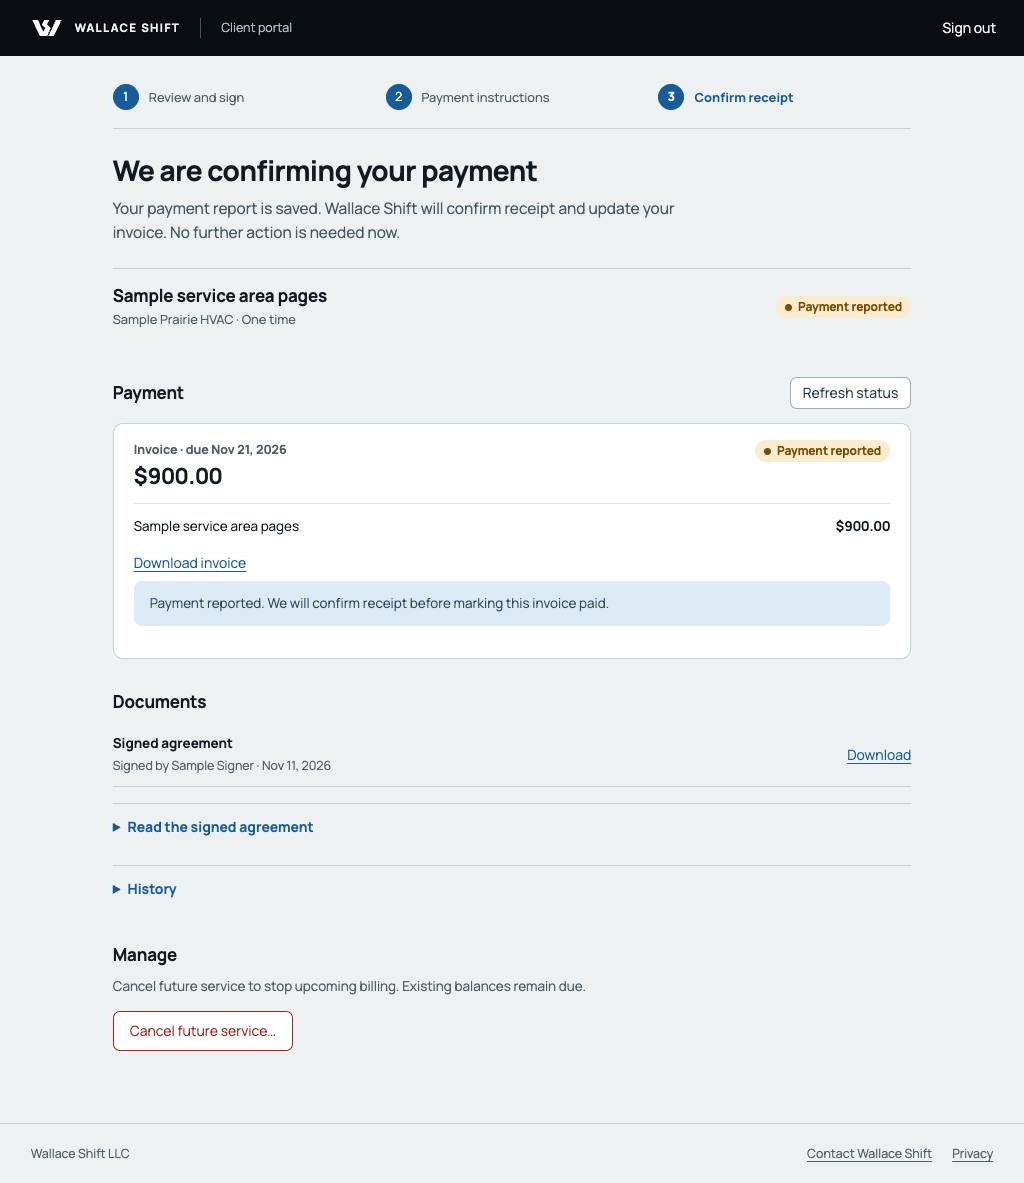 WALLACE SHIFT
Client portal
Sign out
1 Review and sign
2 Payment instructions
3 Confirm receipt
We are confirming your payment
Your payment report is saved. Wallace Shift will confirm receipt and update your
invoice. No further action is needed now.
Sample service area pages
Sample Prairie HVAC · One time
Payment reported
Payment
Refresh status
Invoice · due Nov 21, 2026
$900.00
Payment reported
Sample service area pages
$900.00
Download invoice
Payment reported. We will confirm receipt before marking this invoice paid.
Documents
Signed agreement
Signed by Sample Signer · Nov 11, 2026
Download
Read the signed agreement
History
Manage
Cancel future service to stop upcoming billing. Existing balances remain due.
Cancel future service…
Wallace Shift LLC
Contact Wallace Shift
Privacy